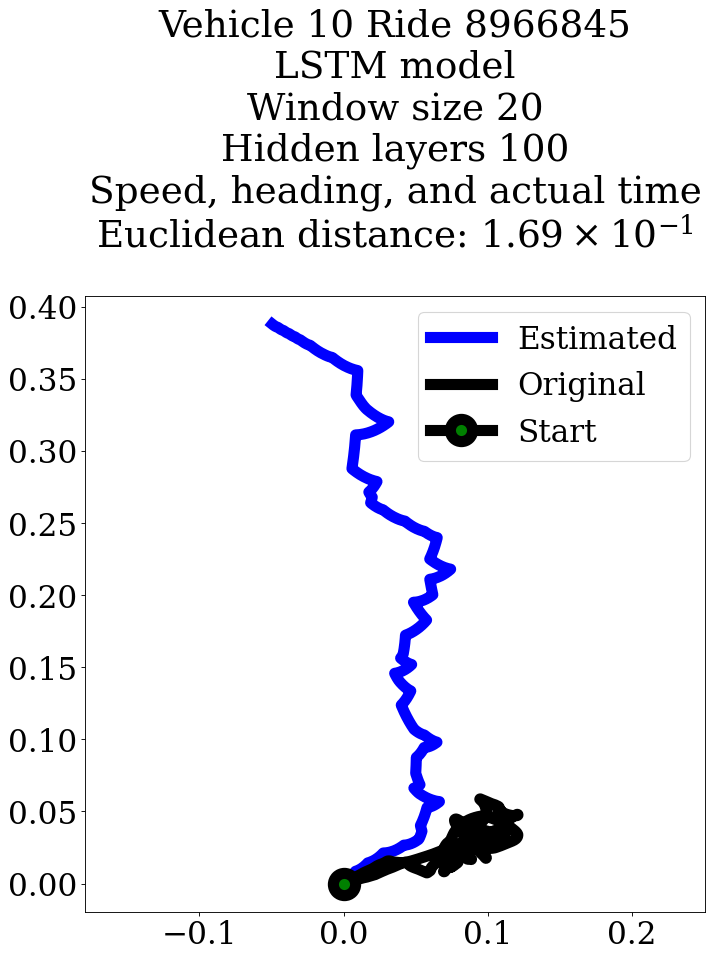 Vehicle 10 Ride 8966845
LSTM model
Window size 20
Hidden layers 100
Speed, heading, and actual time
Euclidean distance: 1.69 × 10⁻¹
Estimated
Original
Start
0.40
0.35
0.30
0.25
0.20
0.15
0.10
0.05
0.00
−0.1 0.0 0.1 0.2